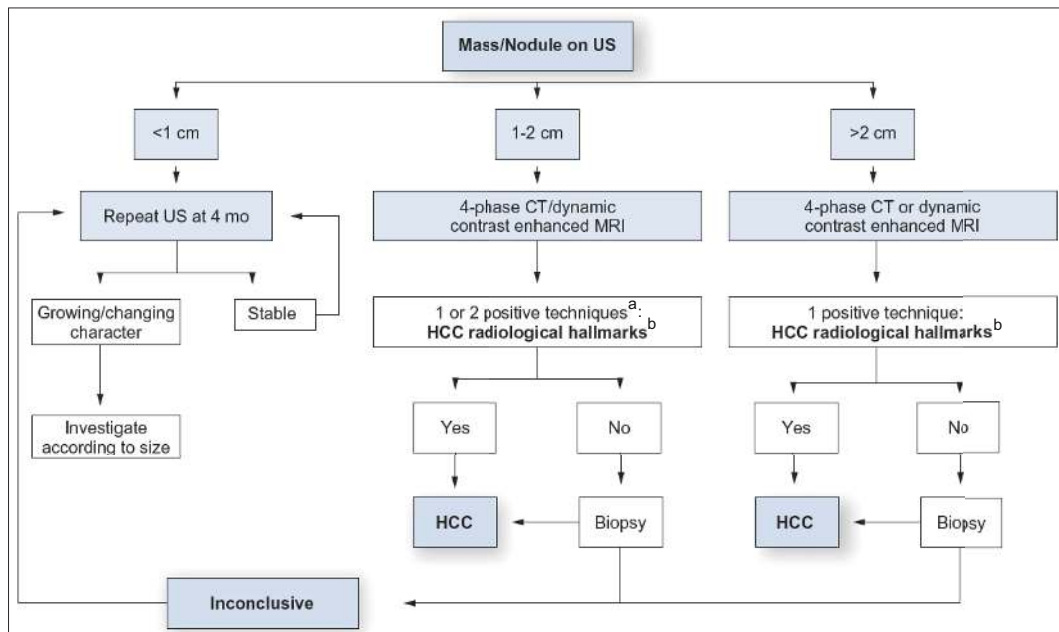 Mass/Nodule on US
<1 cm
1-2 cm
>2 cm
Repeat US at 4 mo
4-phase CT/dynamic
contrast enhanced MRI
4-phase CT or dynamic
contrast enhanced MRI
Growing/changing
character
Stable
1 or 2 positive techniquesa:
HCC radiological hallmarksb
1 positive technique:
HCC radiological hallmarksb
Investigate
according to size
Yes
No
Yes
No
HCC
Biopsy
HCC
Biopsy
Inconclusive